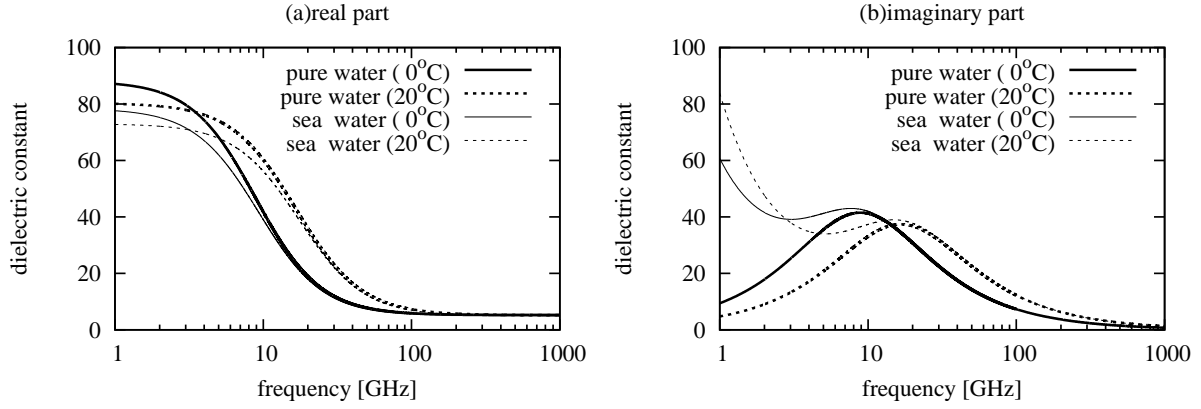 (a)real part
dielectric constant
100
80
60
40
20
0
pure water ( 0°C)
pure water (20°C)
sea water ( 0°C)
sea water (20°C)
1 10 100 1000
frequency [GHz]
(b)imaginary part
dielectric constant
100
80
60
40
20
0
pure water ( 0°C)
pure water (20°C)
sea water ( 0°C)
sea water (20°C)
1 10 100 1000
frequency [GHz]